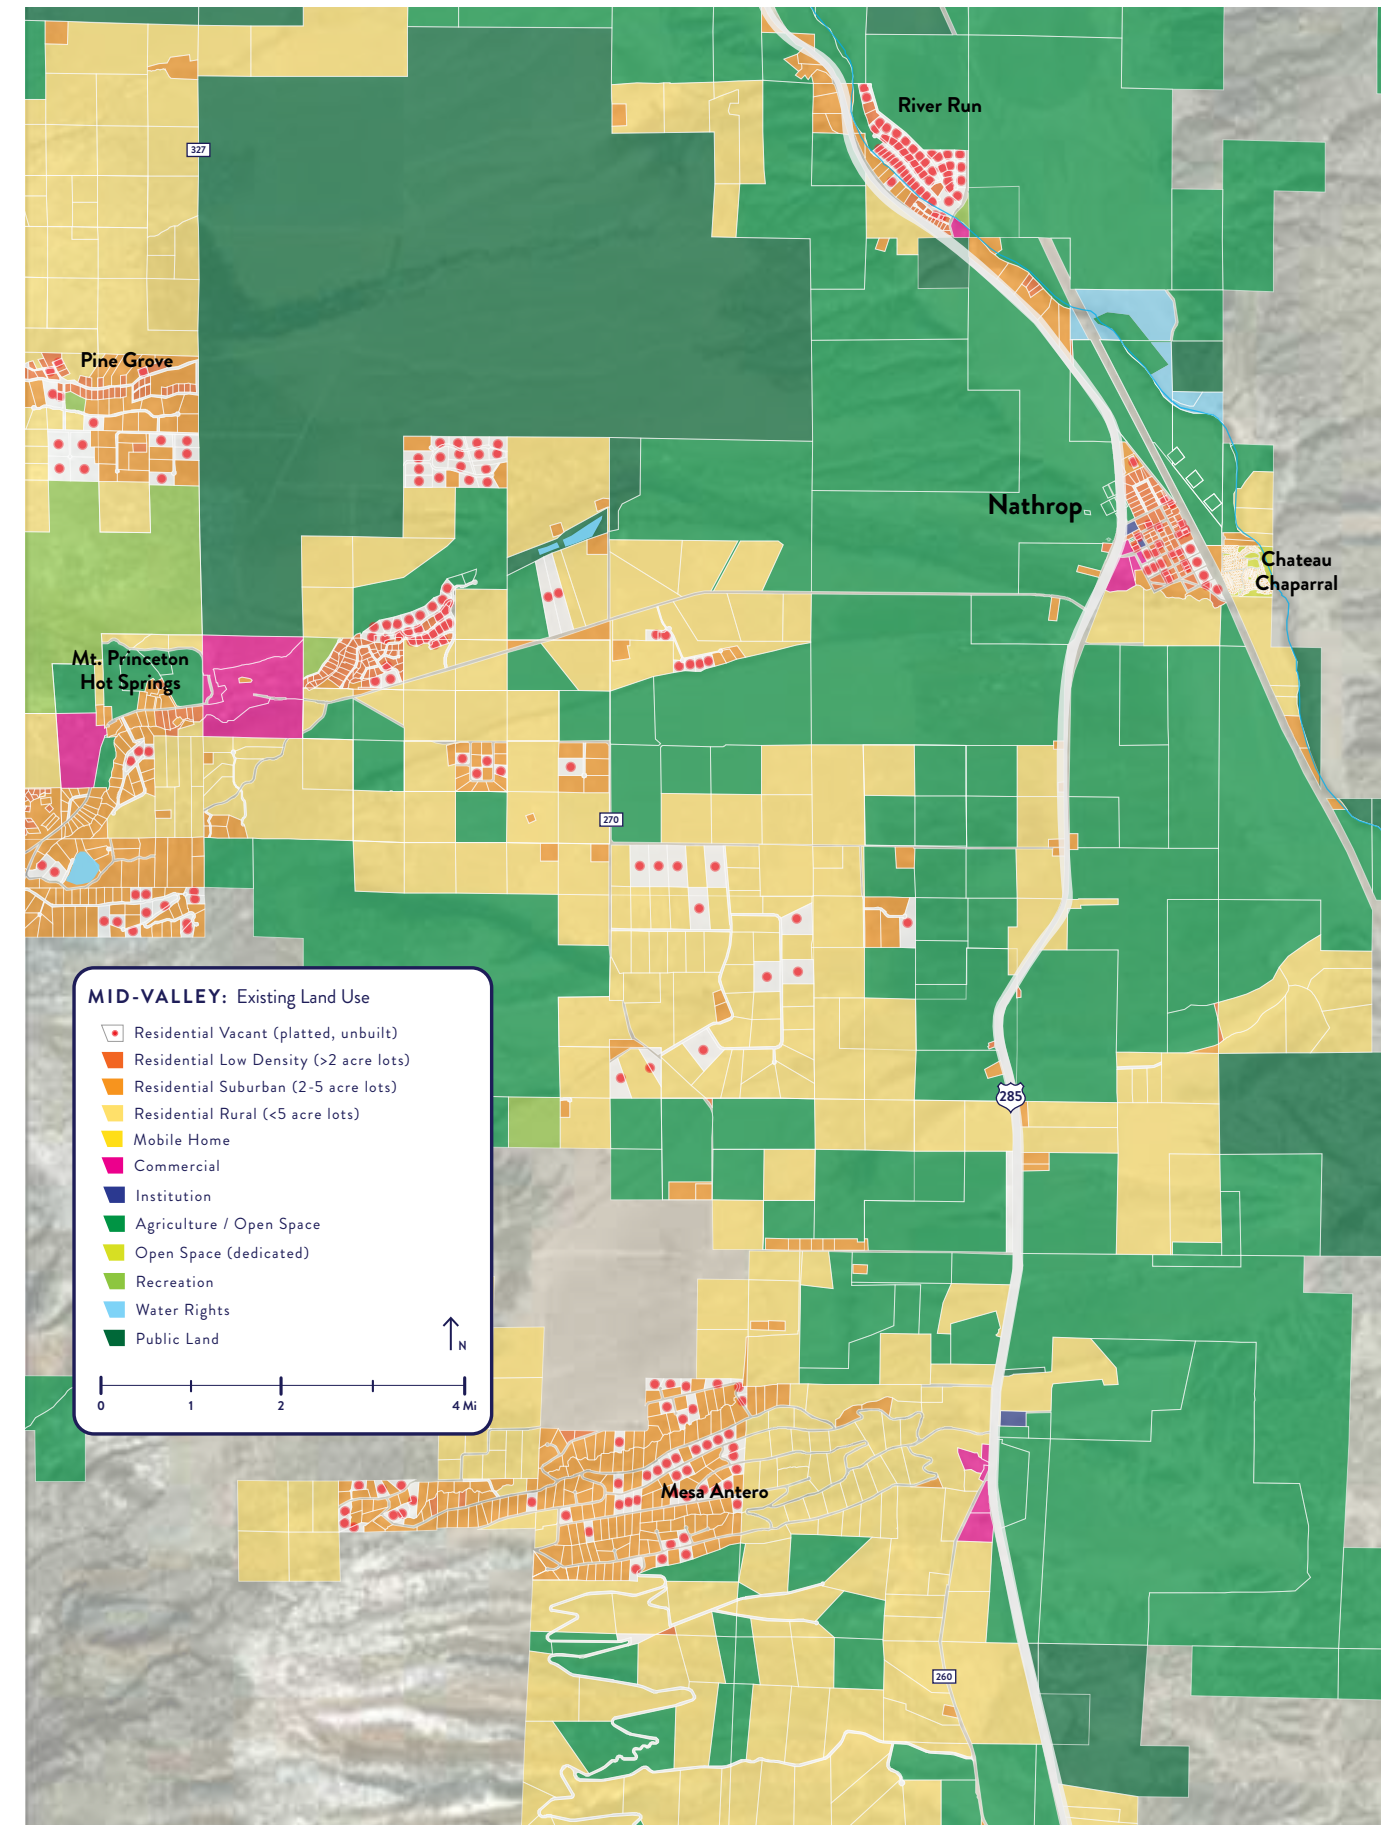 River Run
327
Pine Grove
Nathrop
Chateau
Chaparral
Mt. Princeton
Hot Springs
270
MID-VALLEY: Existing Land Use
Residential Vacant (platted, unbuilt)
Residential Low Density (>2 acre lots)
Residential Suburban (2-5 acre lots)
Residential Rural (<5 acre lots)
Mobile Home
Commercial
Institution
Agriculture / Open Space
Open Space (dedicated)
Recreation
Water Rights
Public Land
N
0 1 2 4 Mi
285
Mesa Antero
260